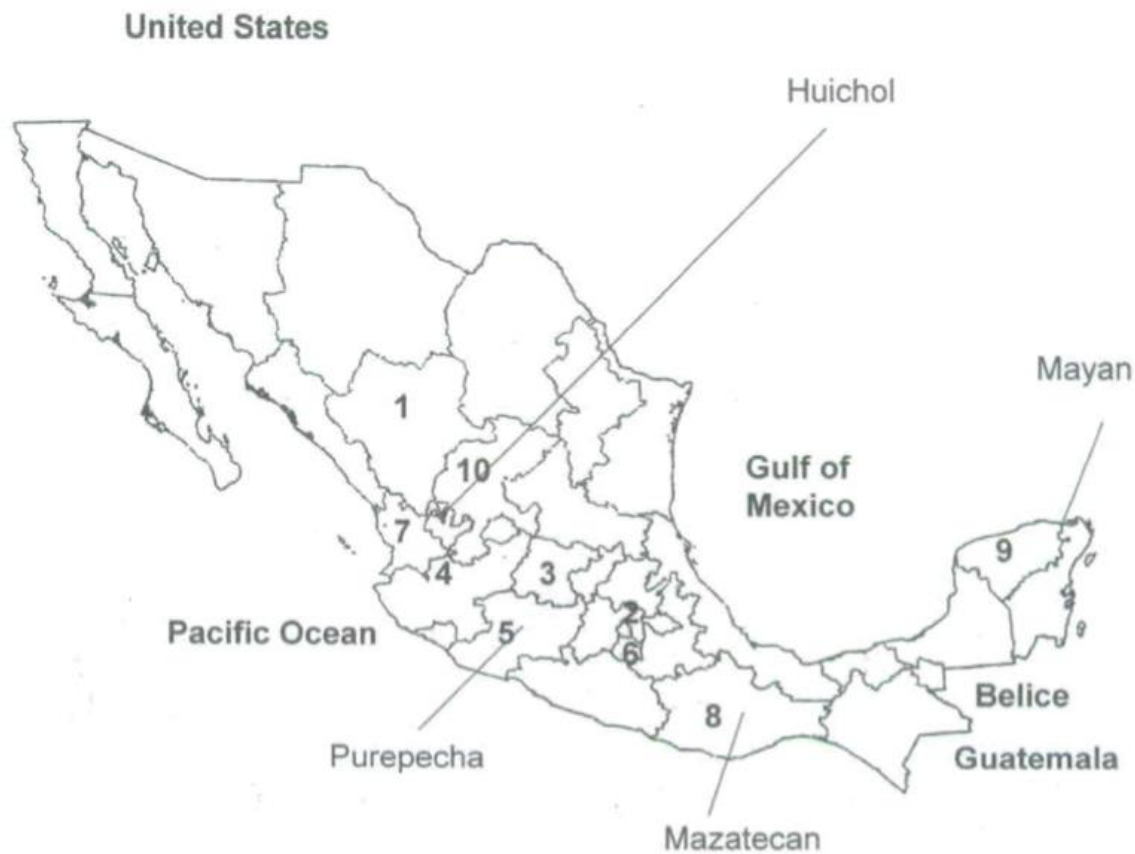 United States
Huichol
Mayan
1
10
Gulf of
Mexico
7
9
4
3
2
Pacific Ocean
5
6
Belice
8
Purepecha
Guatemala
Mazatecan